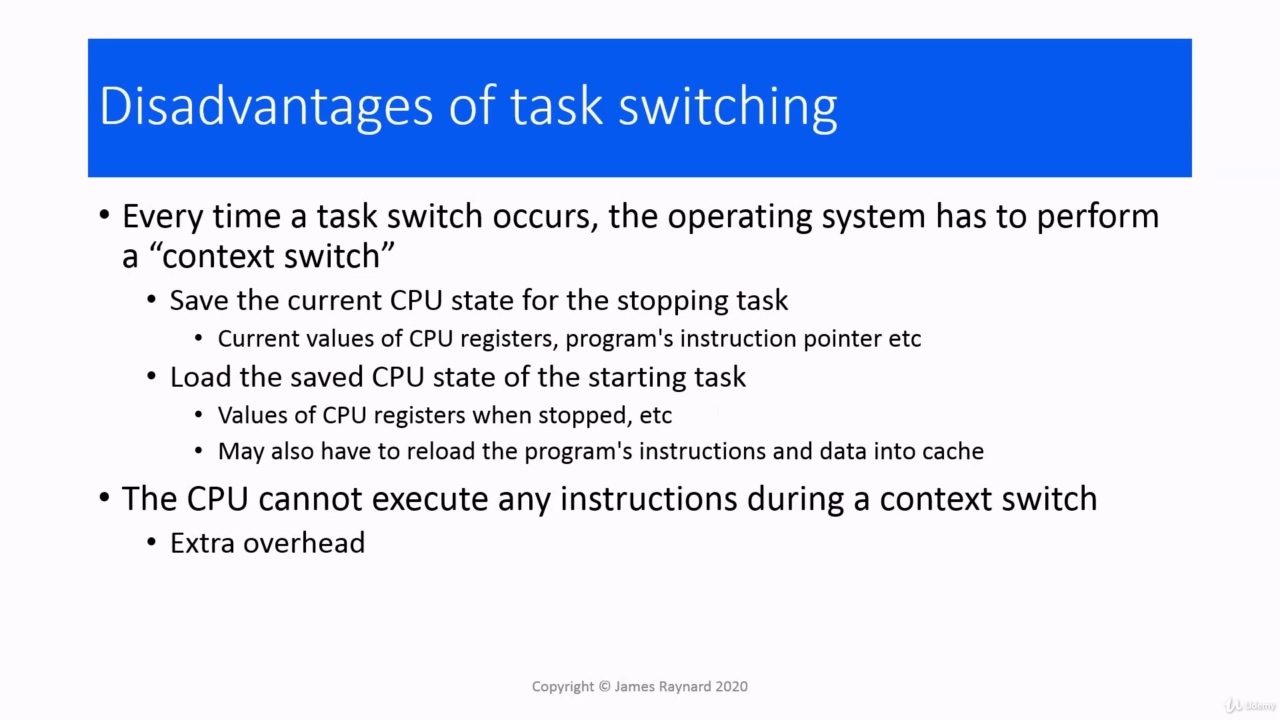 Disadvantages of task switching
• Every time a task switch occurs, the operating system has to perform
a “context switch”
• Save the current CPU state for the stopping task
• Current values of CPU registers, program's instruction pointer etc
• Load the saved CPU state of the starting task
• Values of CPU registers when stopped, etc
• May also have to reload the program's instructions and data into cache
• The CPU cannot execute any instructions during a context switch
• Extra overhead
Copyright © James Raynard 2020
Udemy